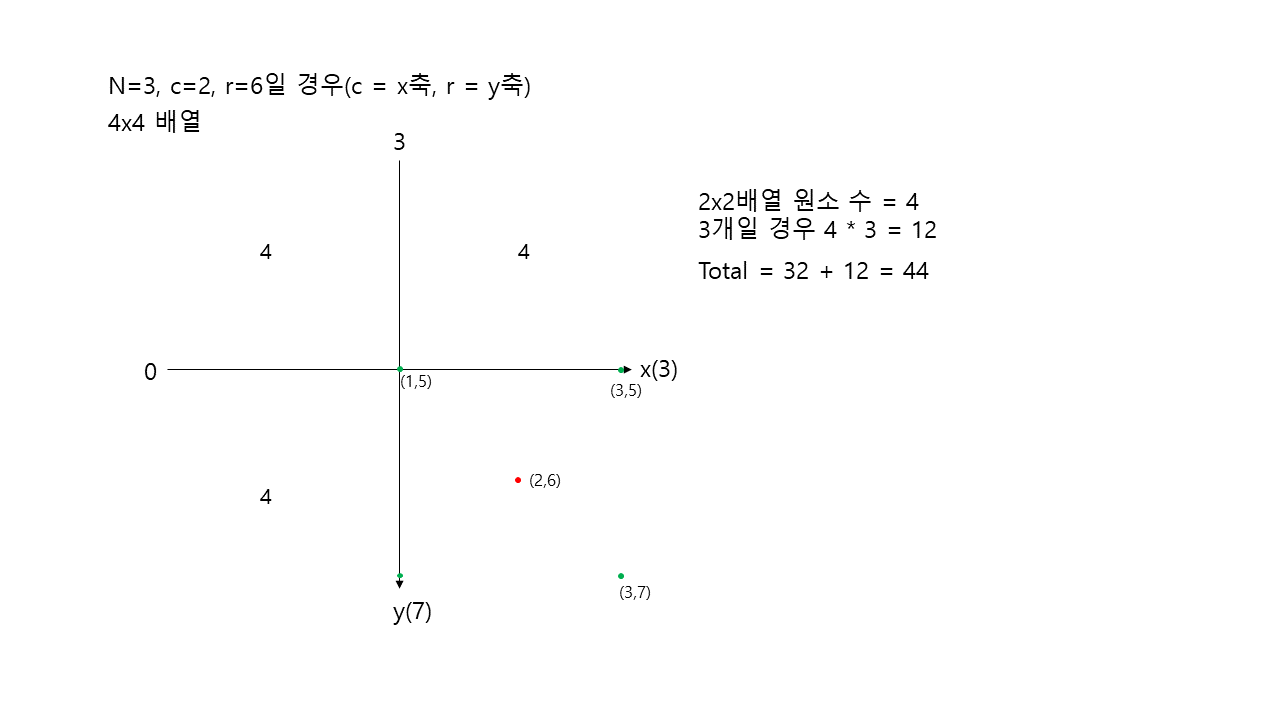 N=3, c=2, r=6일 경우(c = x축, r = y축)
4x4 배열
3
2x2배열 원소 수 = 4
3개일 경우 4 * 3 = 12
4
4
Total = 32 + 12 = 44
0
x(3)
(1,5)
(3,5)
4
(2,6)
(3,7)
y(7)